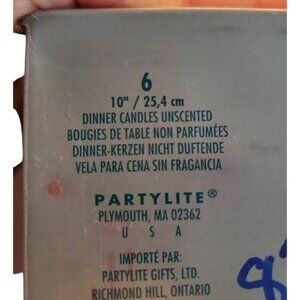 6
10" / 25,4 cm
DINNER CANDLES UNSCENTED
BOUGIES DE TABLE NON PARFUMÉES
DINNER-KERZEN NICHT DUFTENDE
VELA PARA CENA SIN FRAGANCIA
PARTYLITE®
PLYMOUTH, MA 02362
U S A
IMPORTÉ PAR:
PARTYLITE GIFTS, LTD.
RICHMOND HILL, ONTARIO